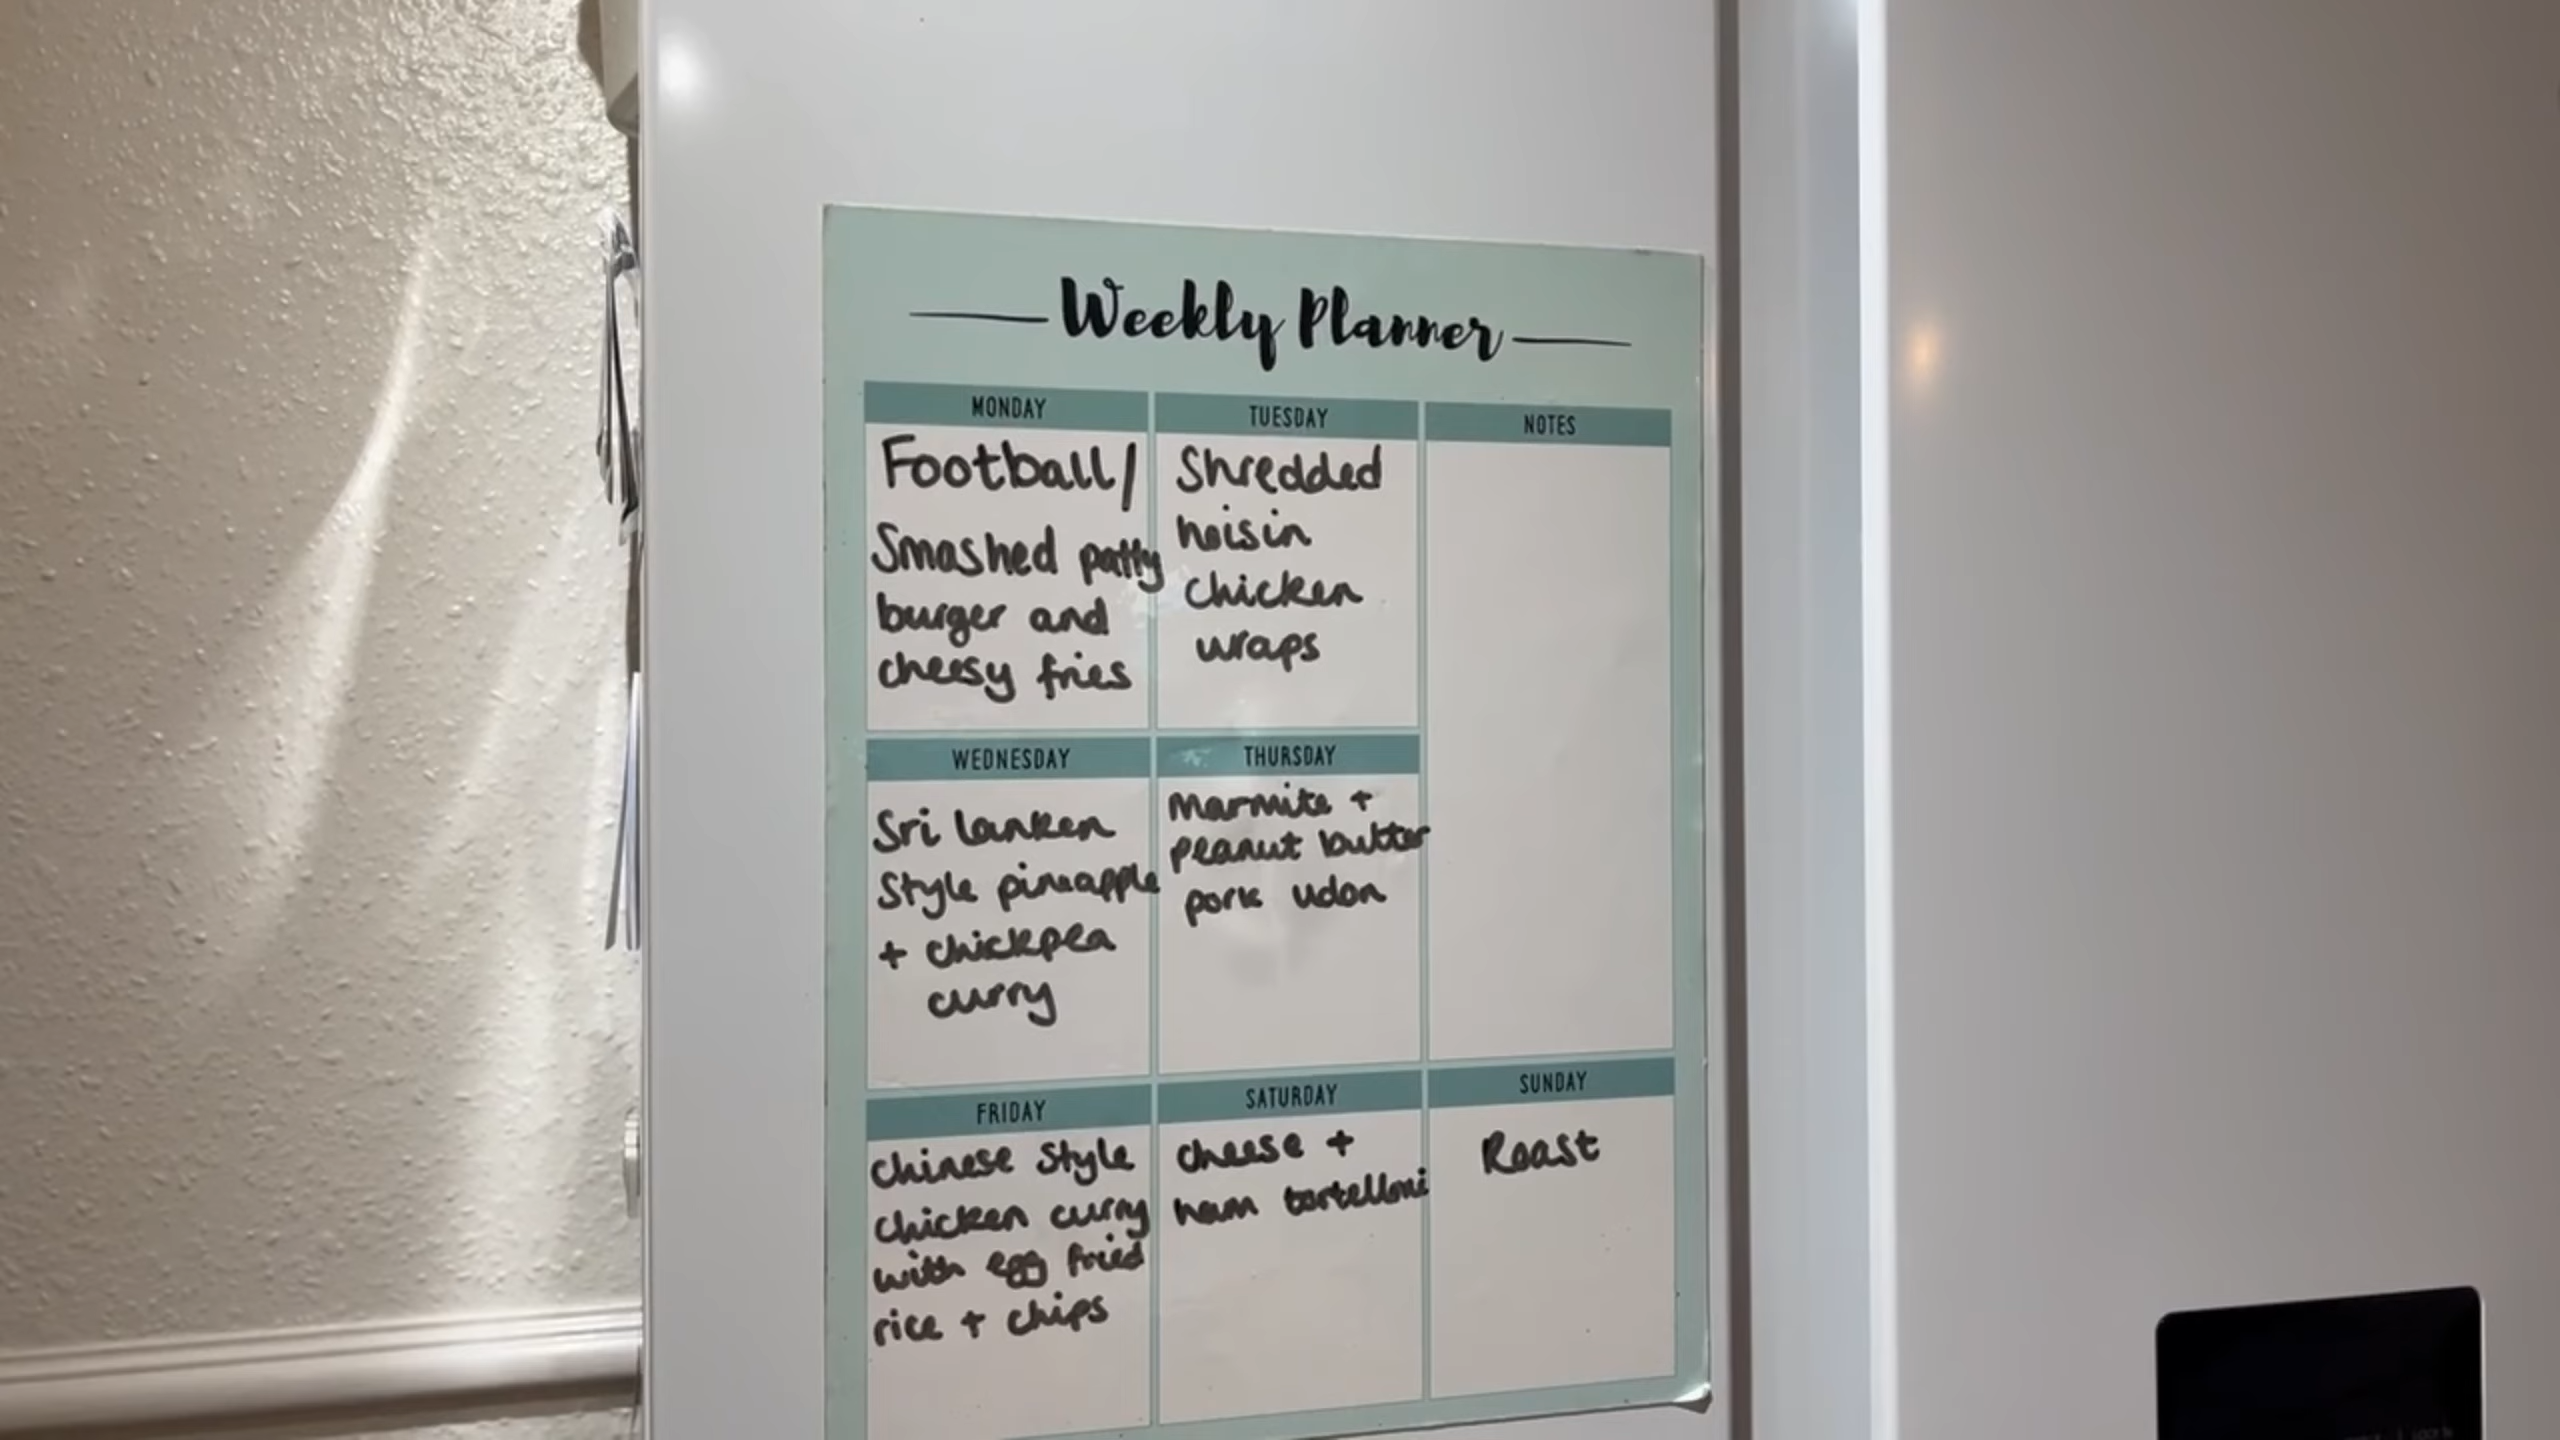 Weekly Planner
MONDAY
Football/
Smashed patty
burger and
cheesy fries
TUESDAY
Shredded
hoisin
chicken
wraps
NOTES
WEDNESDAY
Sri lanken
Style pineapple
+ chickpea
curry
THURSDAY
Marmite +
peanut butter
pork udon
FRIDAY
Chinese style
chicken curry
with egg fried
rice + chips
SATURDAY
cheese +
ham tortelloni
SUNDAY
Roast